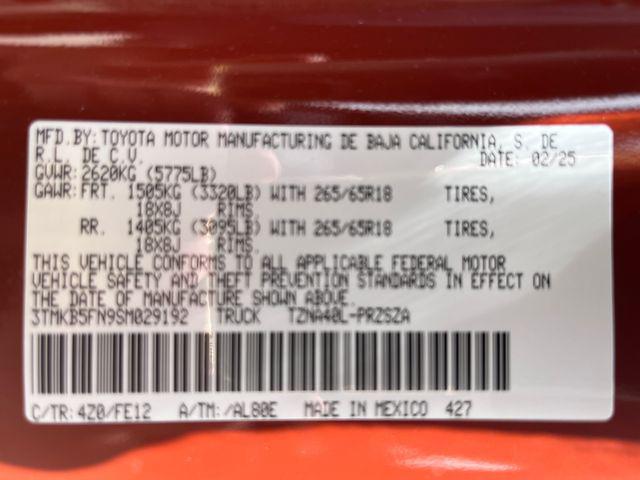 MFD.BY: TOYOTA MOTOR MANUFACTURING DE BAJA CALIFORNIA, S. DE
R.L. DE C.V. DATE: 02/25
GVWR: 2620KG (5775LB)
GAWR: FRT. 1505KG (3320LB) WITH 265/65R18 TIRES,
18X8J RIMS.
RR. 1405KG (3095LB) WITH 265/65R18 TIRES,
18X8J RIMS.
THIS VEHICLE CONFORMS TO ALL APPLICABLE FEDERAL MOTOR
VEHICLE SAFETY AND THEFT PREVENTION STANDARDS IN EFFECT ON
THE DATE OF MANUFACTURE SHOWN ABOVE.
3TMKB5FN9SM029192 TRUCK TZNA40L-PRZSZA
C/TR: 4Z0/FE12 A/TM: /AL80E MADE IN MEXICO 427